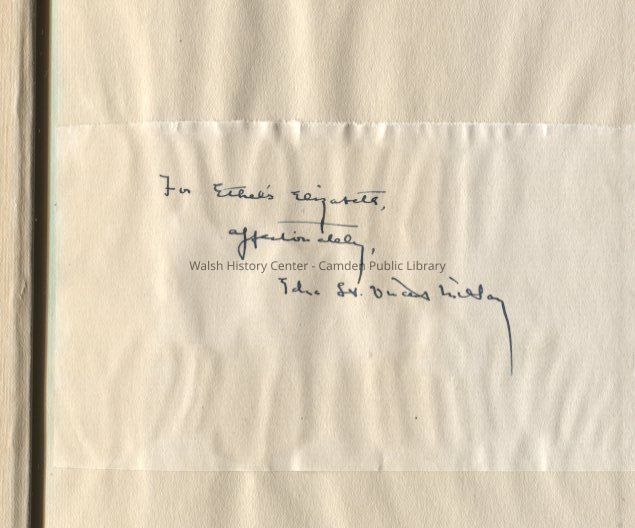 For Ethel's Elizabeth,
affectionately,
Walsh History Center - Camden Public Library
Edna St. Vincent Millay